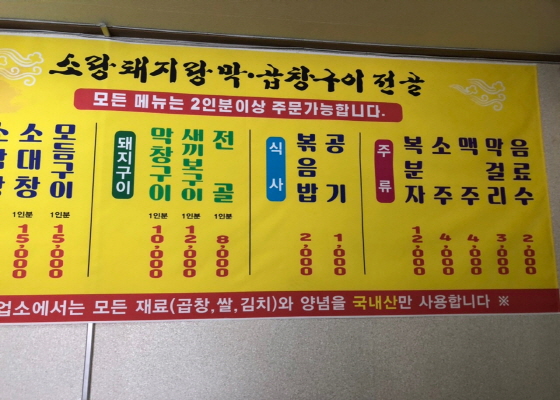 소랑돼지랑막·곱창구이전골
모든 메뉴는 2인분이상 주문가능합니다.
소대창 1인분 15,000
모듬구이 1인분 15,000
돼지구이
막창구이 1인분 10,000
새끼보구이 1인분 12,000
전골 1인분 8,000
식사
볶음밥 2,000
공기 1,000
주류
복분자 12,000
소주 4,000
맥주 4,000
막걸리 3,000
음료수 2,000
업소에서는 모든 재료(곱창,쌀,김치)와 양념을 국내산만 사용합니다 ※